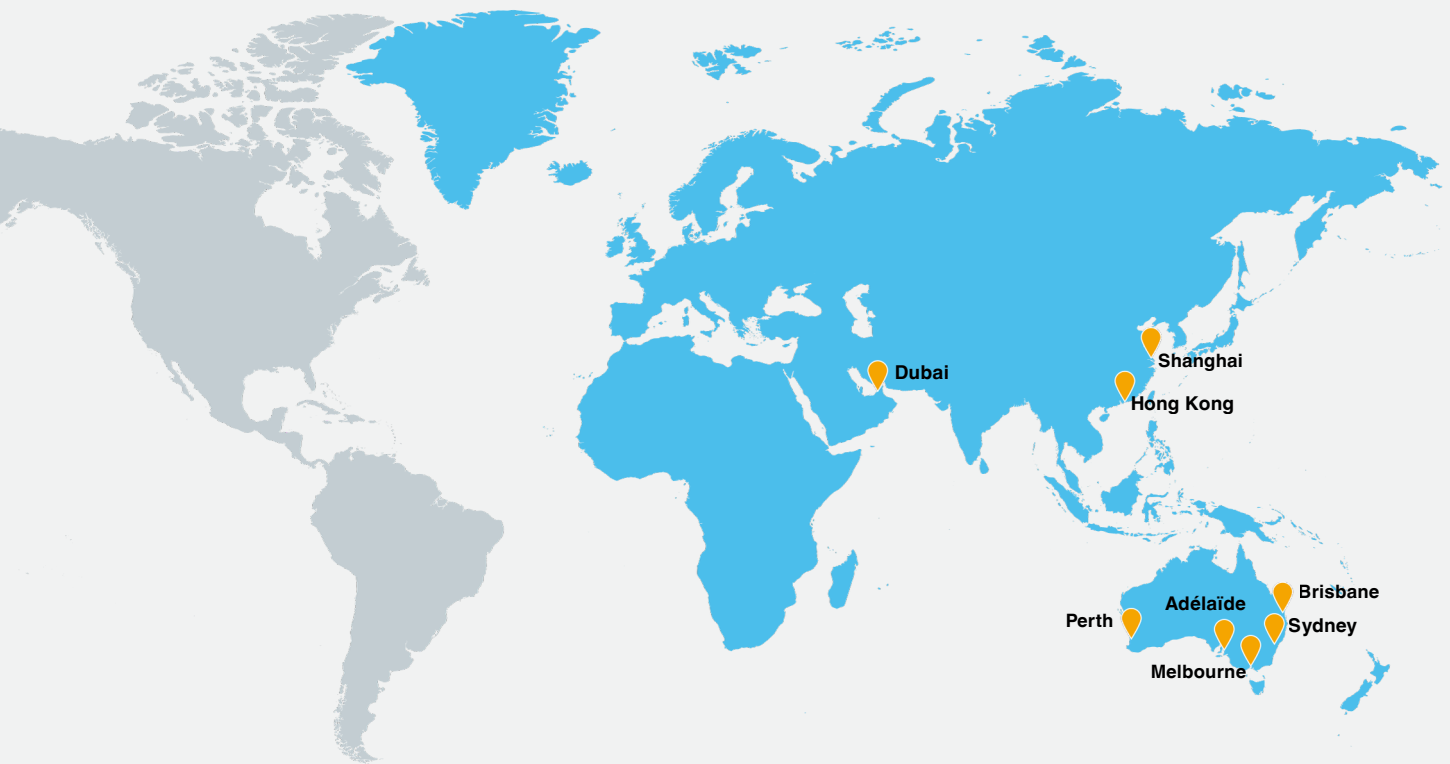 Shanghai
Dubai
Hong Kong
Brisbane
Adélaïde
Perth
Sydney
Melbourne